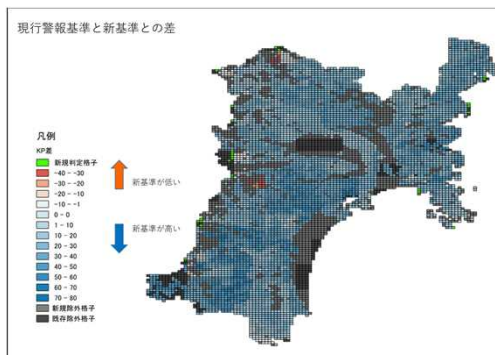 現行警報基準と新基準との差
凡例
KP差
新規判定格子
-40 - -30
-30 - -20
-20 - -10
-10 - -1
0 - 0
1 - 10
10 - 20
20 - 30
30 - 40
40 - 50
50 - 60
60 - 70
70 - 80
新規除外格子
既存除外格子
新基準が低い
新基準が高い